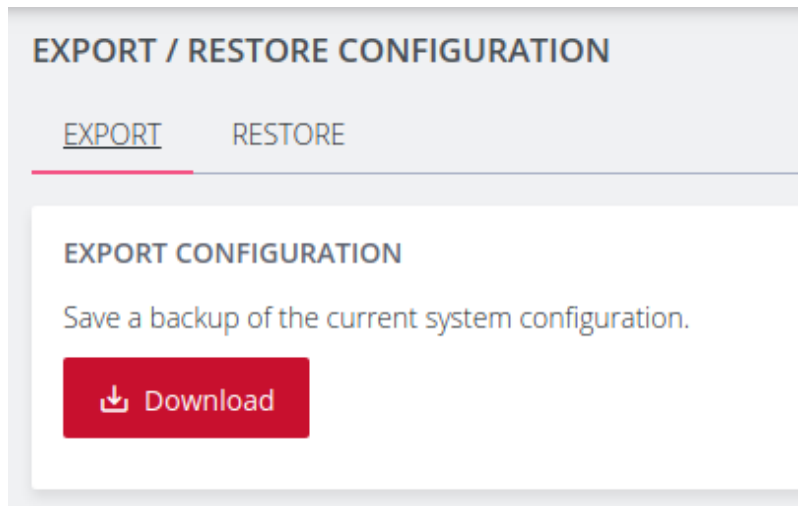 EXPORT / RESTORE CONFIGURATION
EXPORT RESTORE
EXPORT CONFIGURATION
Save a backup of the current system configuration.
Download